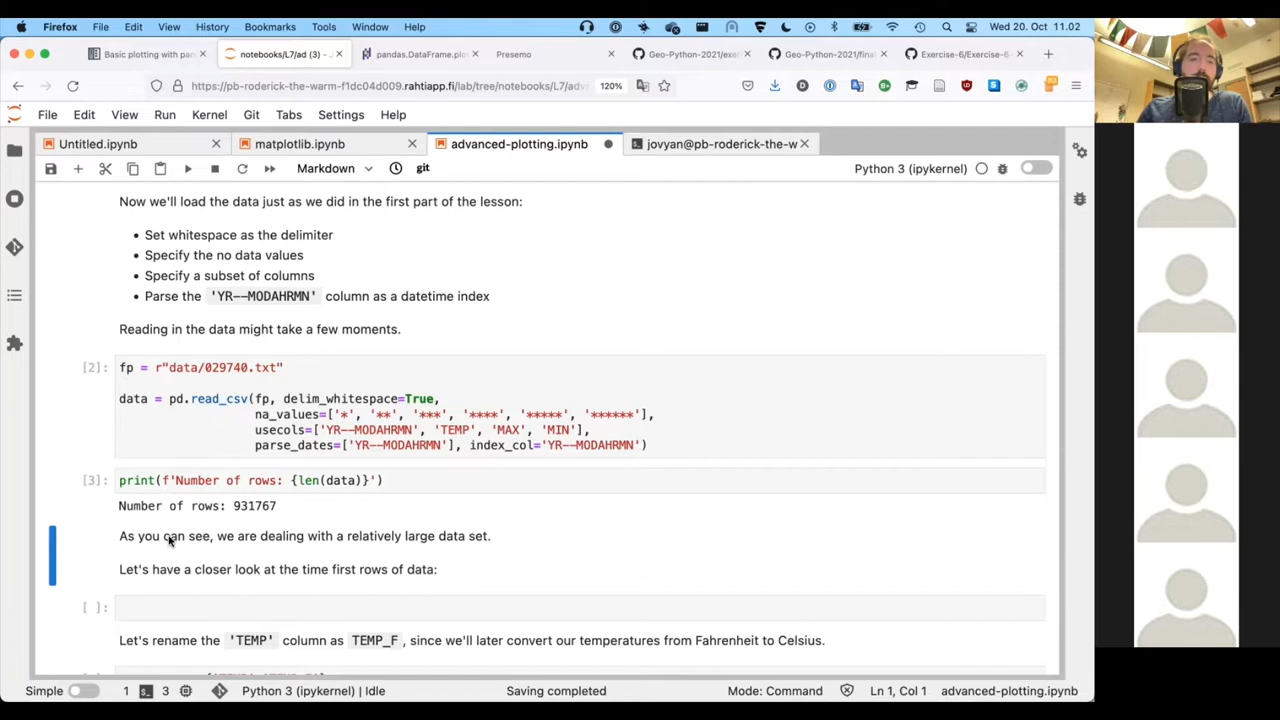 Firefox File Edit View History Bookmarks Tools Window Help Wed 20. Oct 11.02
Basic plotting with pan notebooks/L7/ad (3) - J pandas.DataFrame.plo Presemo Geo-Python-2021/exe Geo-Python-2021/final Exercise-6/Exercise-6-
https://pb-roderick-the-warm-f1dc04d009.rahtiapp.fi/lab/tree/notebooks/L7/adva 120%
File Edit View Run Kernel Git Tabs Settings Help
Untitled.ipynb matplotlib.ipynb advanced-plotting.ipynb jovyan@pb-roderick-the-w
Markdown git Python 3 (ipykernel)
Now we'll load the data just as we did in the first part of the lesson:
• Set whitespace as the delimiter
• Specify the no data values
• Specify a subset of columns
• Parse the 'YR--MODAHRMN' column as a datetime index
Reading in the data might take a few moments.
[2]: fp = r"data/029740.txt"
data = pd.read_csv(fp, delim_whitespace=True,
na_values=['*', '**', '***', '****', '*****', '******'],
usecols=['YR--MODAHRMN', 'TEMP', 'MAX', 'MIN'],
parse_dates=['YR--MODAHRMN'], index_col='YR--MODAHRMN')
[3]: print(f'Number of rows: {len(data)}')
Number of rows: 931767
As you can see, we are dealing with a relatively large data set.
Let's have a closer look at the time first rows of data:
[ ]:
Let's rename the 'TEMP' column as TEMP_F, since we'll later convert our temperatures from Fahrenheit to Celsius.
Simple 1 3 Python 3 (ipykernel) | Idle Saving completed Mode: Command Ln 1, Col 1 advanced-plotting.ipynb